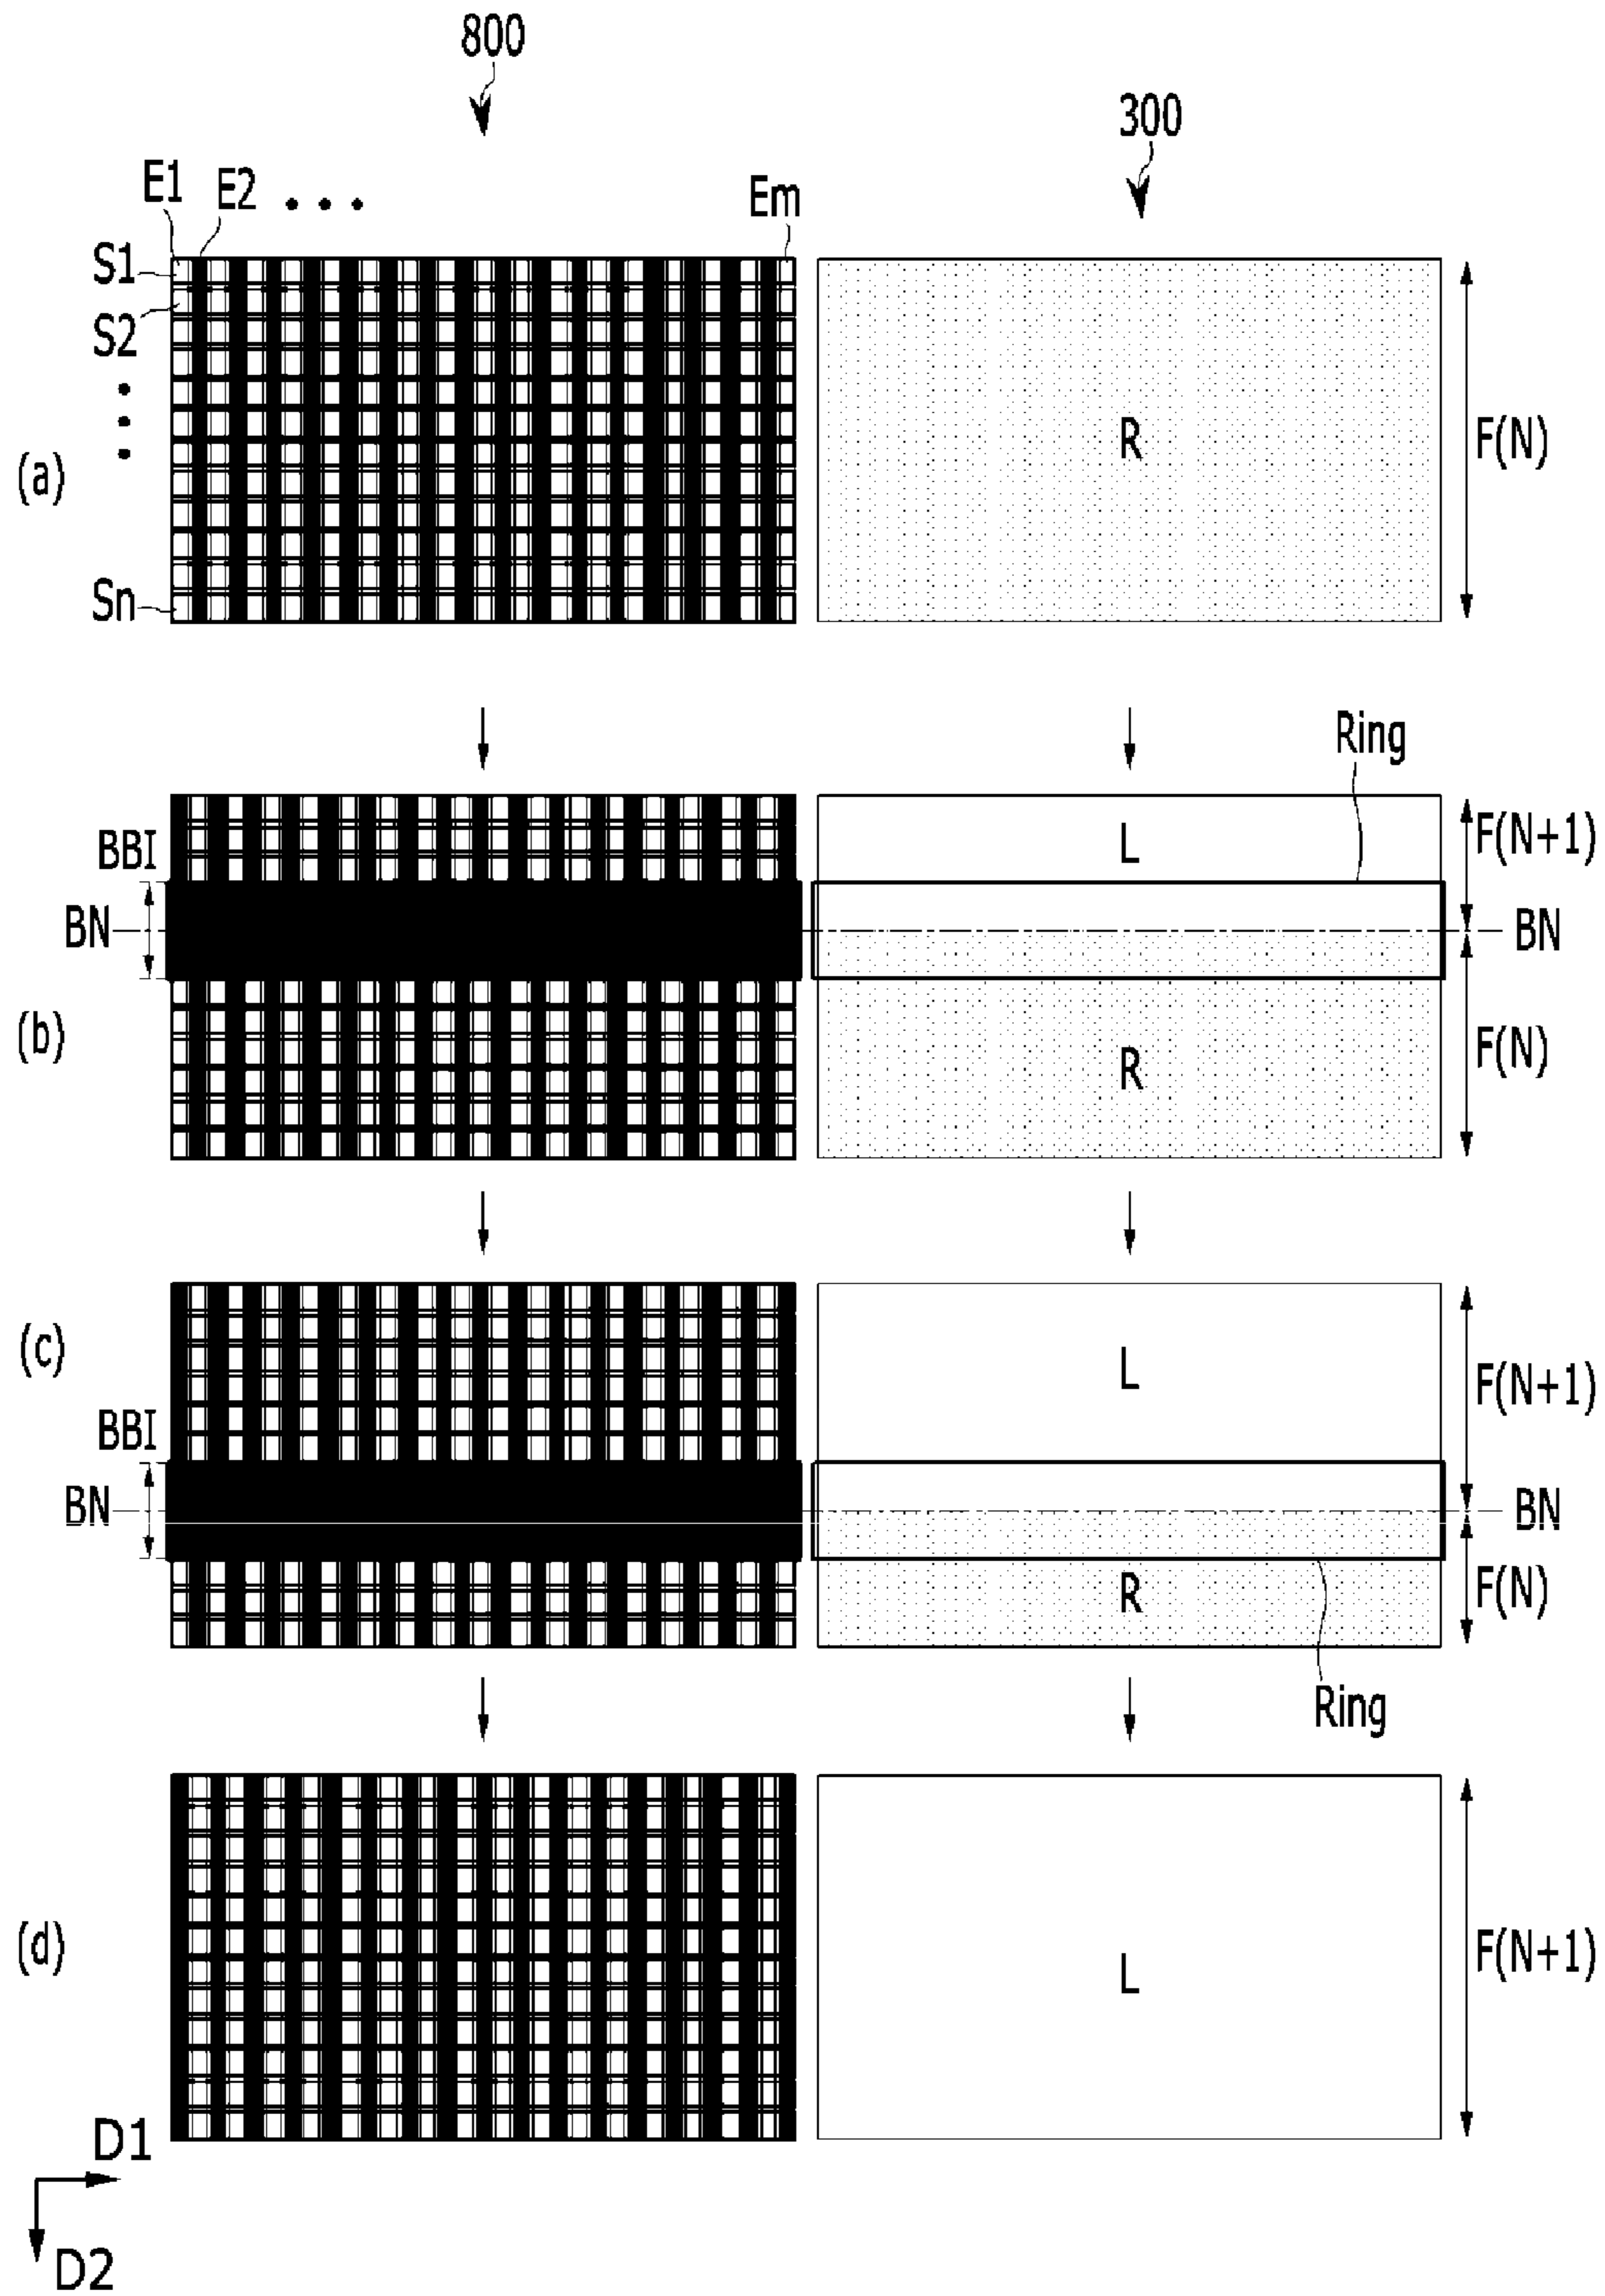 800
300
E1 E2 • • • Em
S1
S2
•
•
•
Sn
(a)
R
F(N)
Ring
BBI
BN
L
F(N+1)
BN
(b)
R
F(N)
(c)
L
F(N+1)
BBI
BN
BN
R
F(N)
Ring
(d)
L
F(N+1)
D1
D2